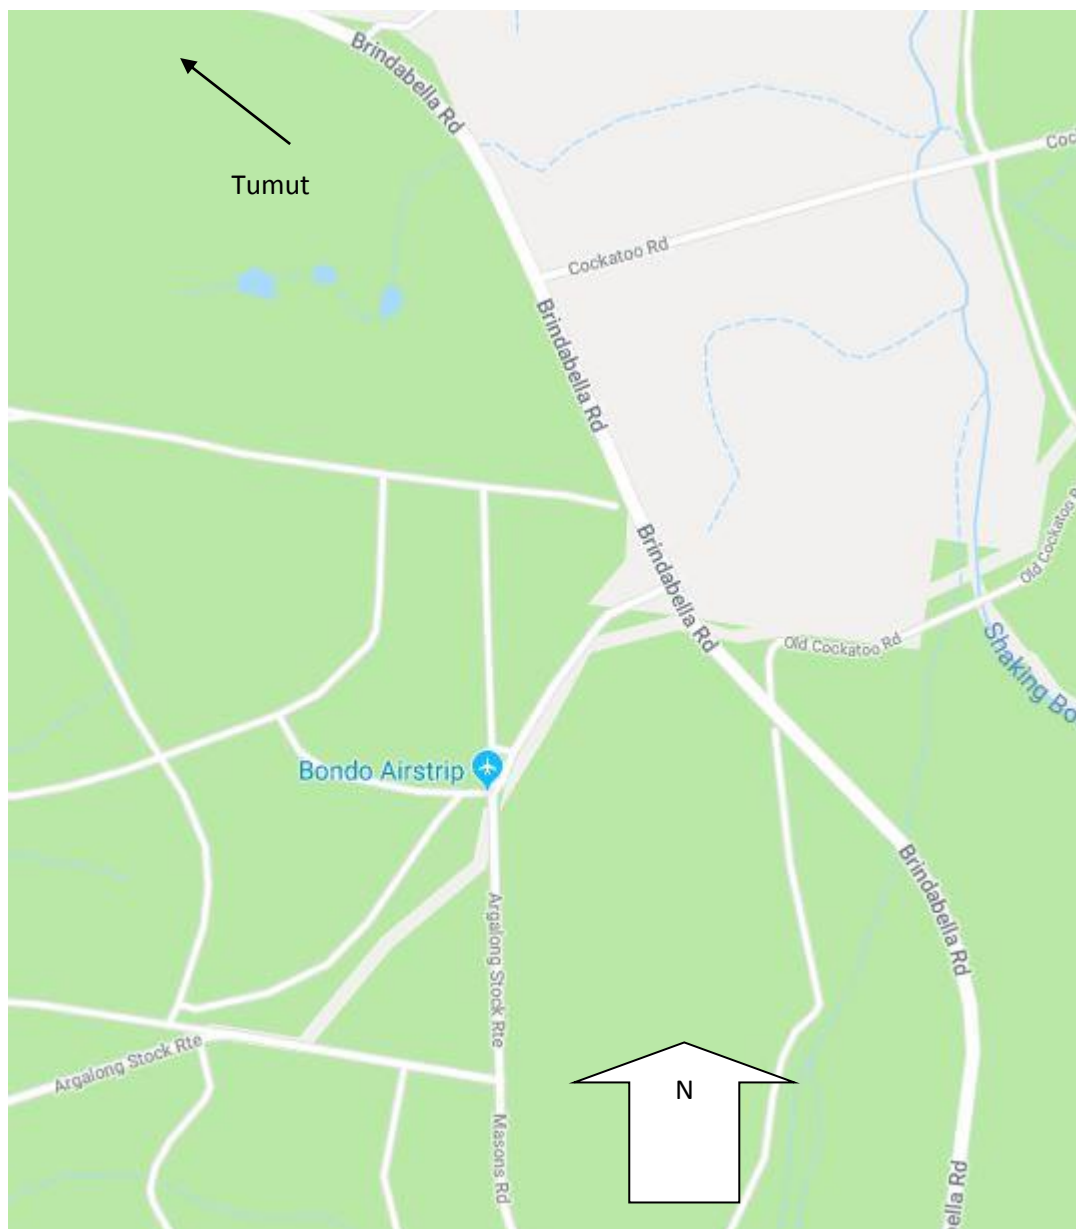 Brindabella Rd
Tumut
Coc
Cockatoo Rd
Brindabella Rd
Brindabella Rd
Old Cockatoo R
Old Cockatoo Rd
Shaking Bo
Bondo Airstrip
Brindabella Rd
Argalong Stock Rte
Argalong Stock Rte
N
Masons Rd
ella Rd